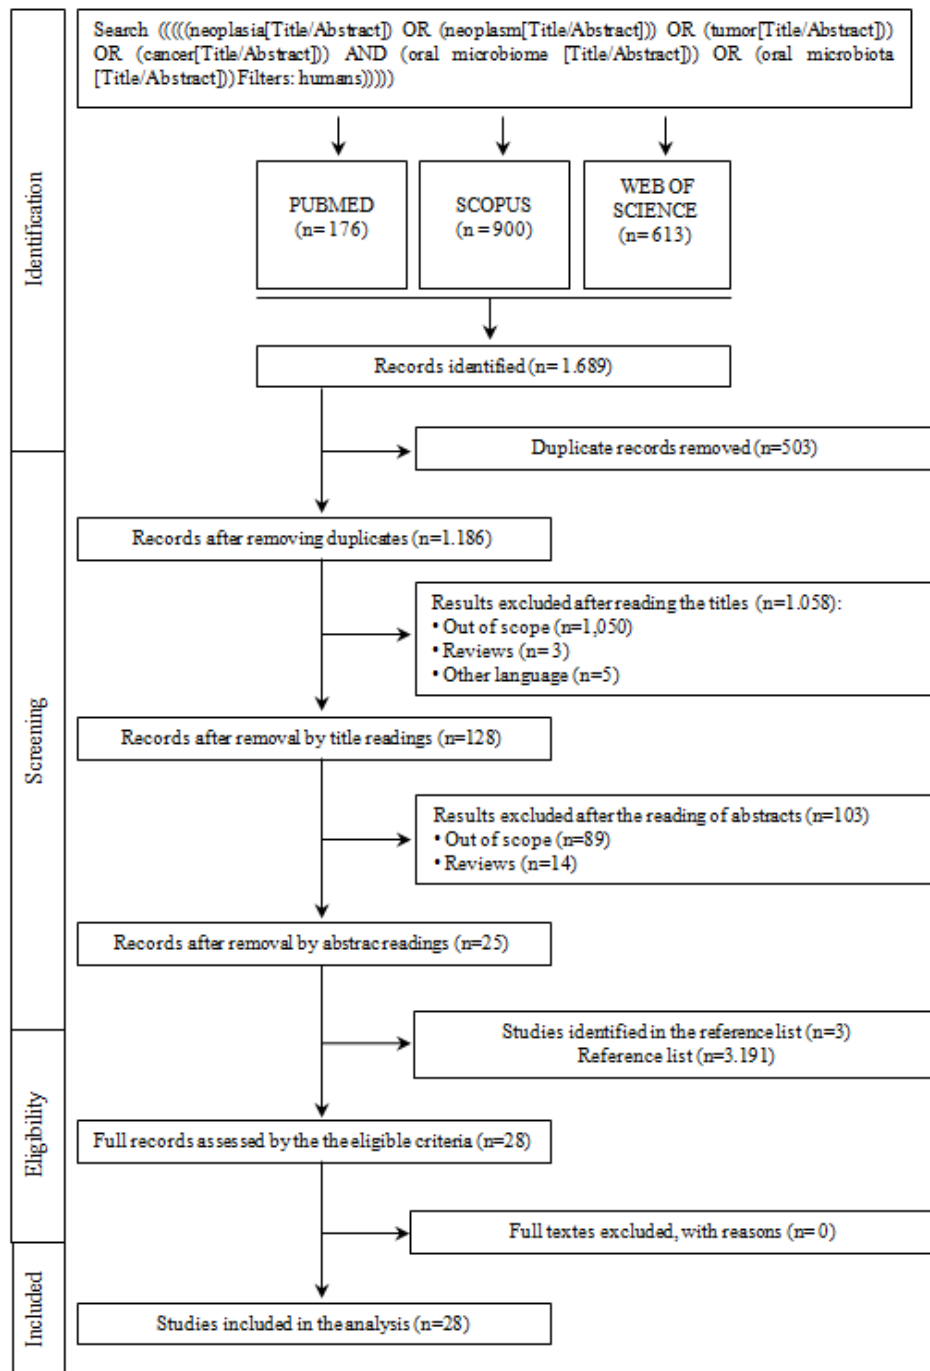 Search (((((neoplasia[Title/Abstract]) OR (neoplasm[Title/Abstract])) OR (tumor[Title/Abstract]))
OR (cancer[Title/Abstract])) AND (oral microbiome [Title/Abstract])) OR (oral microbiota
[Title/Abstract])) Filters: humans)))))
Identification
PUBMED
(n= 176)
SCOPUS
(n = 900)
WEB OF
SCIENCE
(n= 613)
Records identified (n= 1.689)
Duplicate records removed (n=503)
Records after removing duplicates (n=1.186)
Screening
Results excluded after reading the titles (n=1.058):
• Out of scope (n=1,050)
• Reviews (n= 3)
• Other language (n=5)
Records after removal by title readings (n=128)
Results excluded after the reading of abstracts (n=103)
• Out of scope (n=89)
• Reviews (n=14)
Records after removal by abstrac readings (n=25)
Eligibility
Studies identified in the reference list (n=3)
Reference list (n=3.191)
Full records assessed by the the eligible criteria (n=28)
Full textes excluded, with reasons (n= 0)
Included
Studies included in the analysis (n=28)